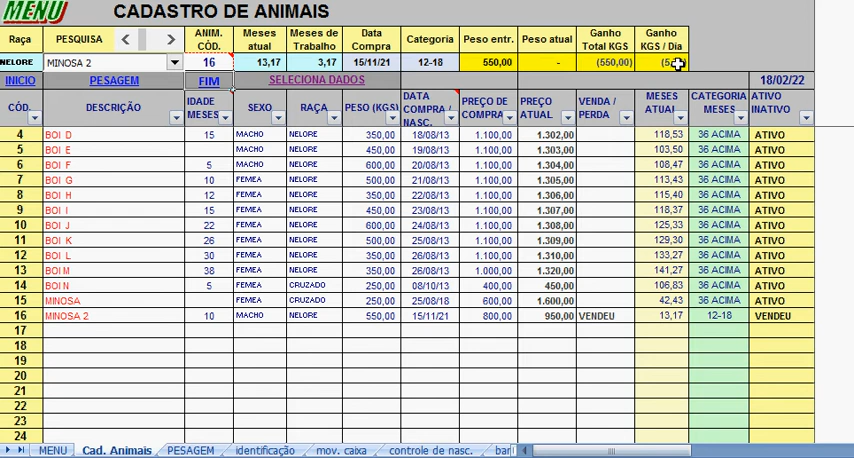 MENU CADASTRO DE ANIMAIS
Raça PESQUISA ANIM. CÓD. Meses atual Meses de Trabalho Data Compra Categoria Peso entr. Peso atual Ganho Total KGS Ganho KGS / Dia
NELORE MINOSA 2 16 13,17 3,17 15/11/21 12-18 550,00 - (550,00)
INICIO PESAGEM FIM SELECIONA DADOS 18/02/22
CÓD. DESCRIÇÃO IDADE MESES SEXO RAÇA PESO (KGS) DATA COMPRA / NASC. PREÇO DE COMPRA PREÇO ATUAL VENDA / PERDA MESES ATUAL CATEGORIA MESES ATIVO INATIVO
4 BOI D 15 MACHO NELORE 350,00 18/08/13 1.100,00 1.302,00 118,53 36 ACIMA ATIVO
5 BOI E MACHO NELORE 450,00 19/08/13 1.100,00 1.303,00 103,50 36 ACIMA ATIVO
6 BOI F 5 MACHO NELORE 600,00 20/08/13 1.100,00 1.304,00 108,47 36 ACIMA ATIVO
7 BOI G 10 FEMEA NELORE 500,00 21/08/13 1.100,00 1.305,00 113,43 36 ACIMA ATIVO
8 BOI H 12 FEMEA NELORE 350,00 22/08/13 1.100,00 1.306,00 115,40 36 ACIMA ATIVO
9 BOI I 15 FEMEA NELORE 450,00 23/08/13 1.100,00 1.307,00 118,37 36 ACIMA ATIVO
10 BOI J 22 FEMEA NELORE 600,00 24/08/13 1.100,00 1.308,00 125,33 36 ACIMA ATIVO
11 BOI K 26 FEMEA NELORE 500,00 25/08/13 1.100,00 1.309,00 129,30 36 ACIMA ATIVO
12 BOI L 30 FEMEA NELORE 350,00 26/08/13 1.100,00 1.310,00 133,27 36 ACIMA ATIVO
13 BOI M 38 FEMEA NELORE 350,00 26/08/13 1.000,00 1.320,00 141,27 36 ACIMA ATIVO
14 BOI N 5 FEMEA CRUZADO 250,00 08/10/13 400,00 450,00 106,83 36 ACIMA ATIVO
15 MINOSA FEMEA CRUZADO 250,00 25/08/18 600,00 1.600,00 42,43 36 ACIMA ATIVO
16 MINOSA 2 10 MACHO NELORE 550,00 15/11/21 800,00 950,00 VENDEU 13,17 12-18 VENDEU
17
18
19
20
21
22
23
24
MENU Cad. Animais PESAGEM identificação mov. caixa controle de nasc.